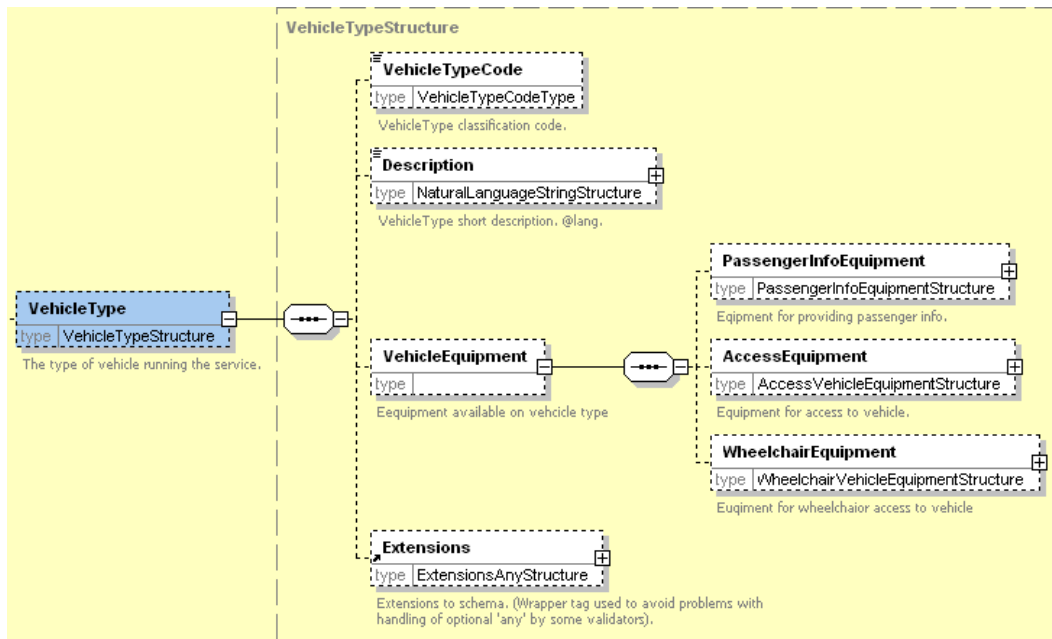 VehicleTypeStructure
VehicleTypeCode
type VehicleTypeCodeType
VehicleType classification code.
Description
type NaturalLanguageStringStructure
VehicleType short description. @lang.
VehicleType
type VehicleTypeStructure
The type of vehicle running the service.
VehicleEquipment
type
Eequipment available on vehcicle type
PassengerInfoEquipment
type PassengerInfoEquipmentStructure
Eqipment for providing passenger info.
AccessEquipment
type AccessVehicleEquipmentStructure
Equipment for access to vehicle.
WheelchairEquipment
type WheelchairVehicleEquipmentStructure
Euqiment for wheelchaior access to vehicle
Extensions
type ExtensionsAnyStructure
Extensions to schema. (Wrapper tag used to avoid problems with
handling of optional 'any' by some validators).